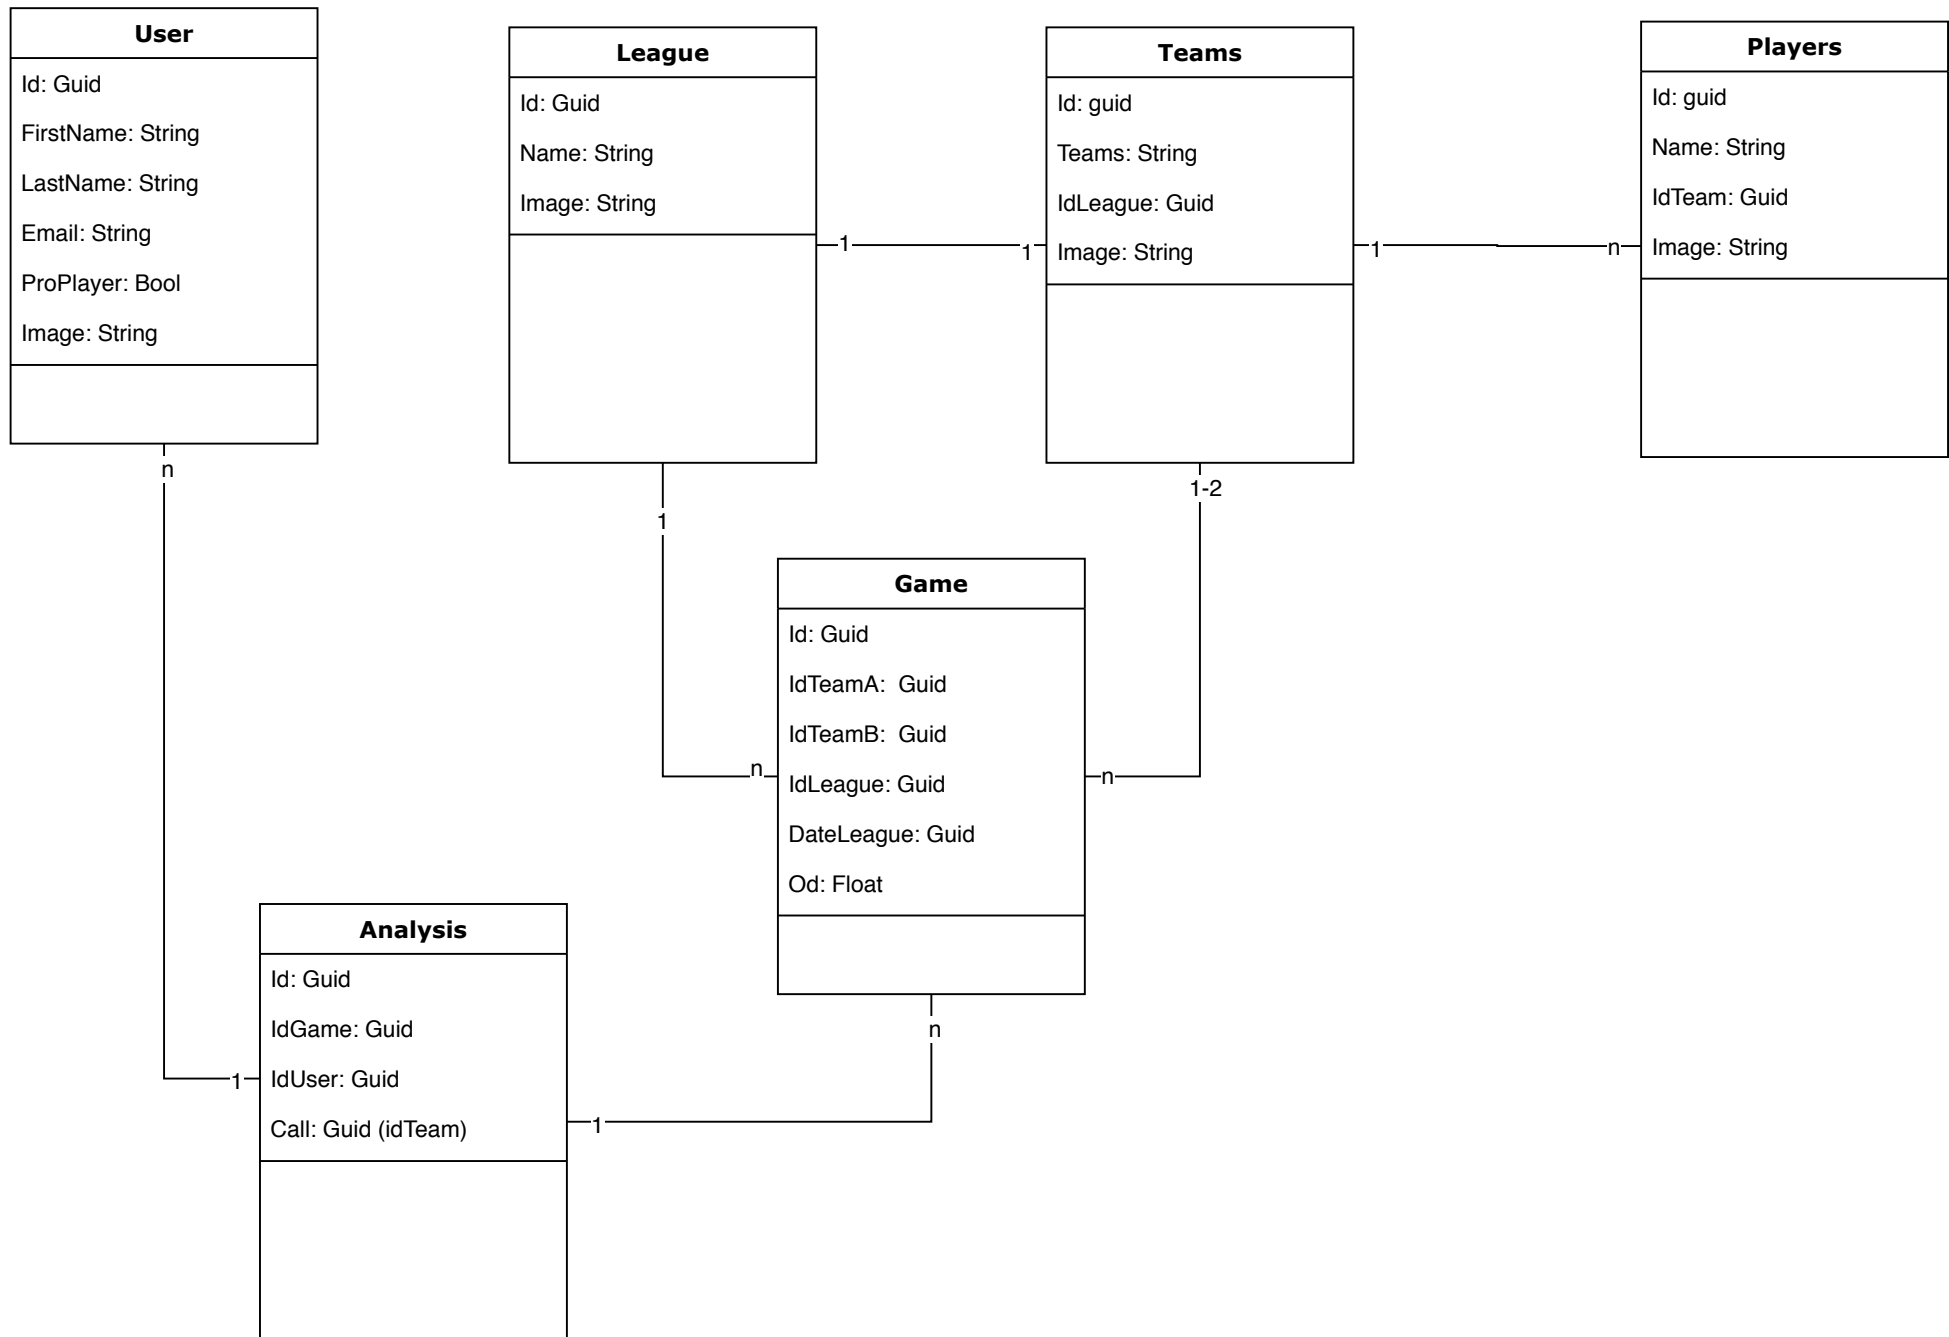 User
Id: Guid
FirstName: String
LastName: String
Email: String
ProPlayer: Bool
Image: String
n
League
Id: Guid
Name: String
Image: String
1
1
1
Teams
Id: guid
Teams: String
IdLeague: Guid
Image: String
1
n
1-2
Players
Id: guid
Name: String
IdTeam: Guid
Image: String
Game
Id: Guid
IdTeamA:  Guid
IdTeamB:  Guid
IdLeague: Guid
DateLeague: Guid
Od: Float
n
n
n
Analysis
Id: Guid
IdGame: Guid
IdUser: Guid
Call: Guid (idTeam)
1
1